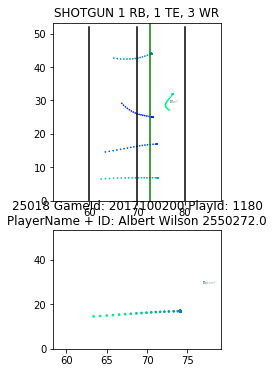 SHOTGUN 1 RB, 1 TE, 3 WR
50
40
30
20
10
0
60 70 80
25018 GameId: 2017100200 PlayId: 1180
PlayerName + ID: Albert Wilson 2550272.0
40
20
0
60 65 70 75